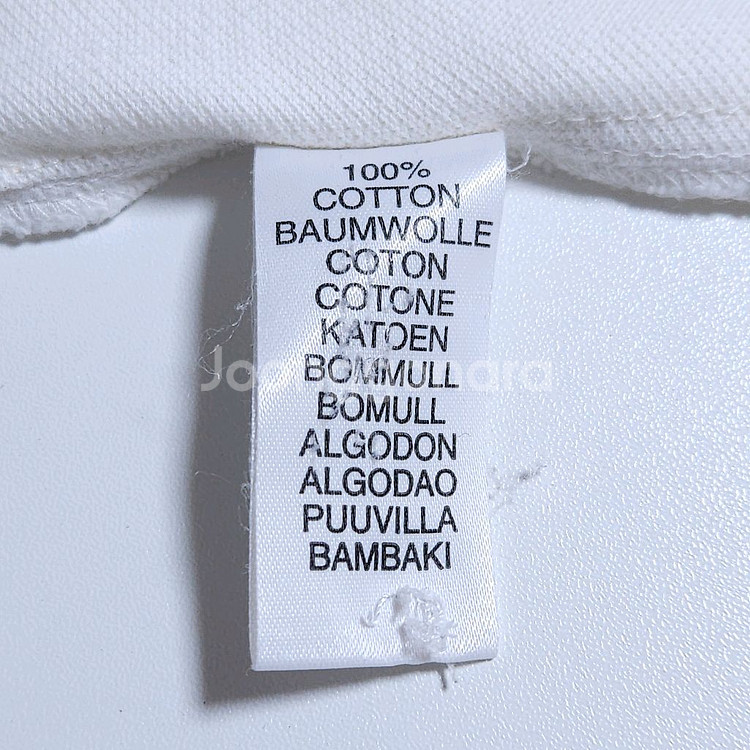 100%
COTTON
BAUMWOLLE
COTON
COTONE
KATOEN
BOMMULL
BOMULL
ALGODON
ALGODAO
PUUVILLA
BAMBAKI